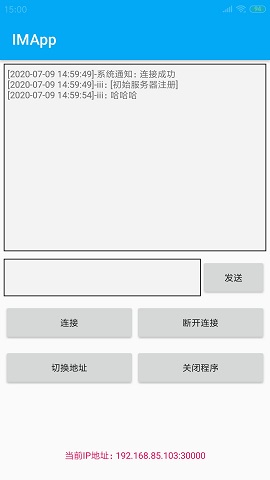 15:00
94
IMApp
[2020-07-09 14:59:49]-系统通知：连接成功
[2020-07-09 14:59:49]-iii：[初始服务器注册]
[2020-07-09 14:59:54]-iii：哈哈哈
发送
连接 断开连接
切换地址 关闭程序
当前IP地址：192.168.85.103:30000